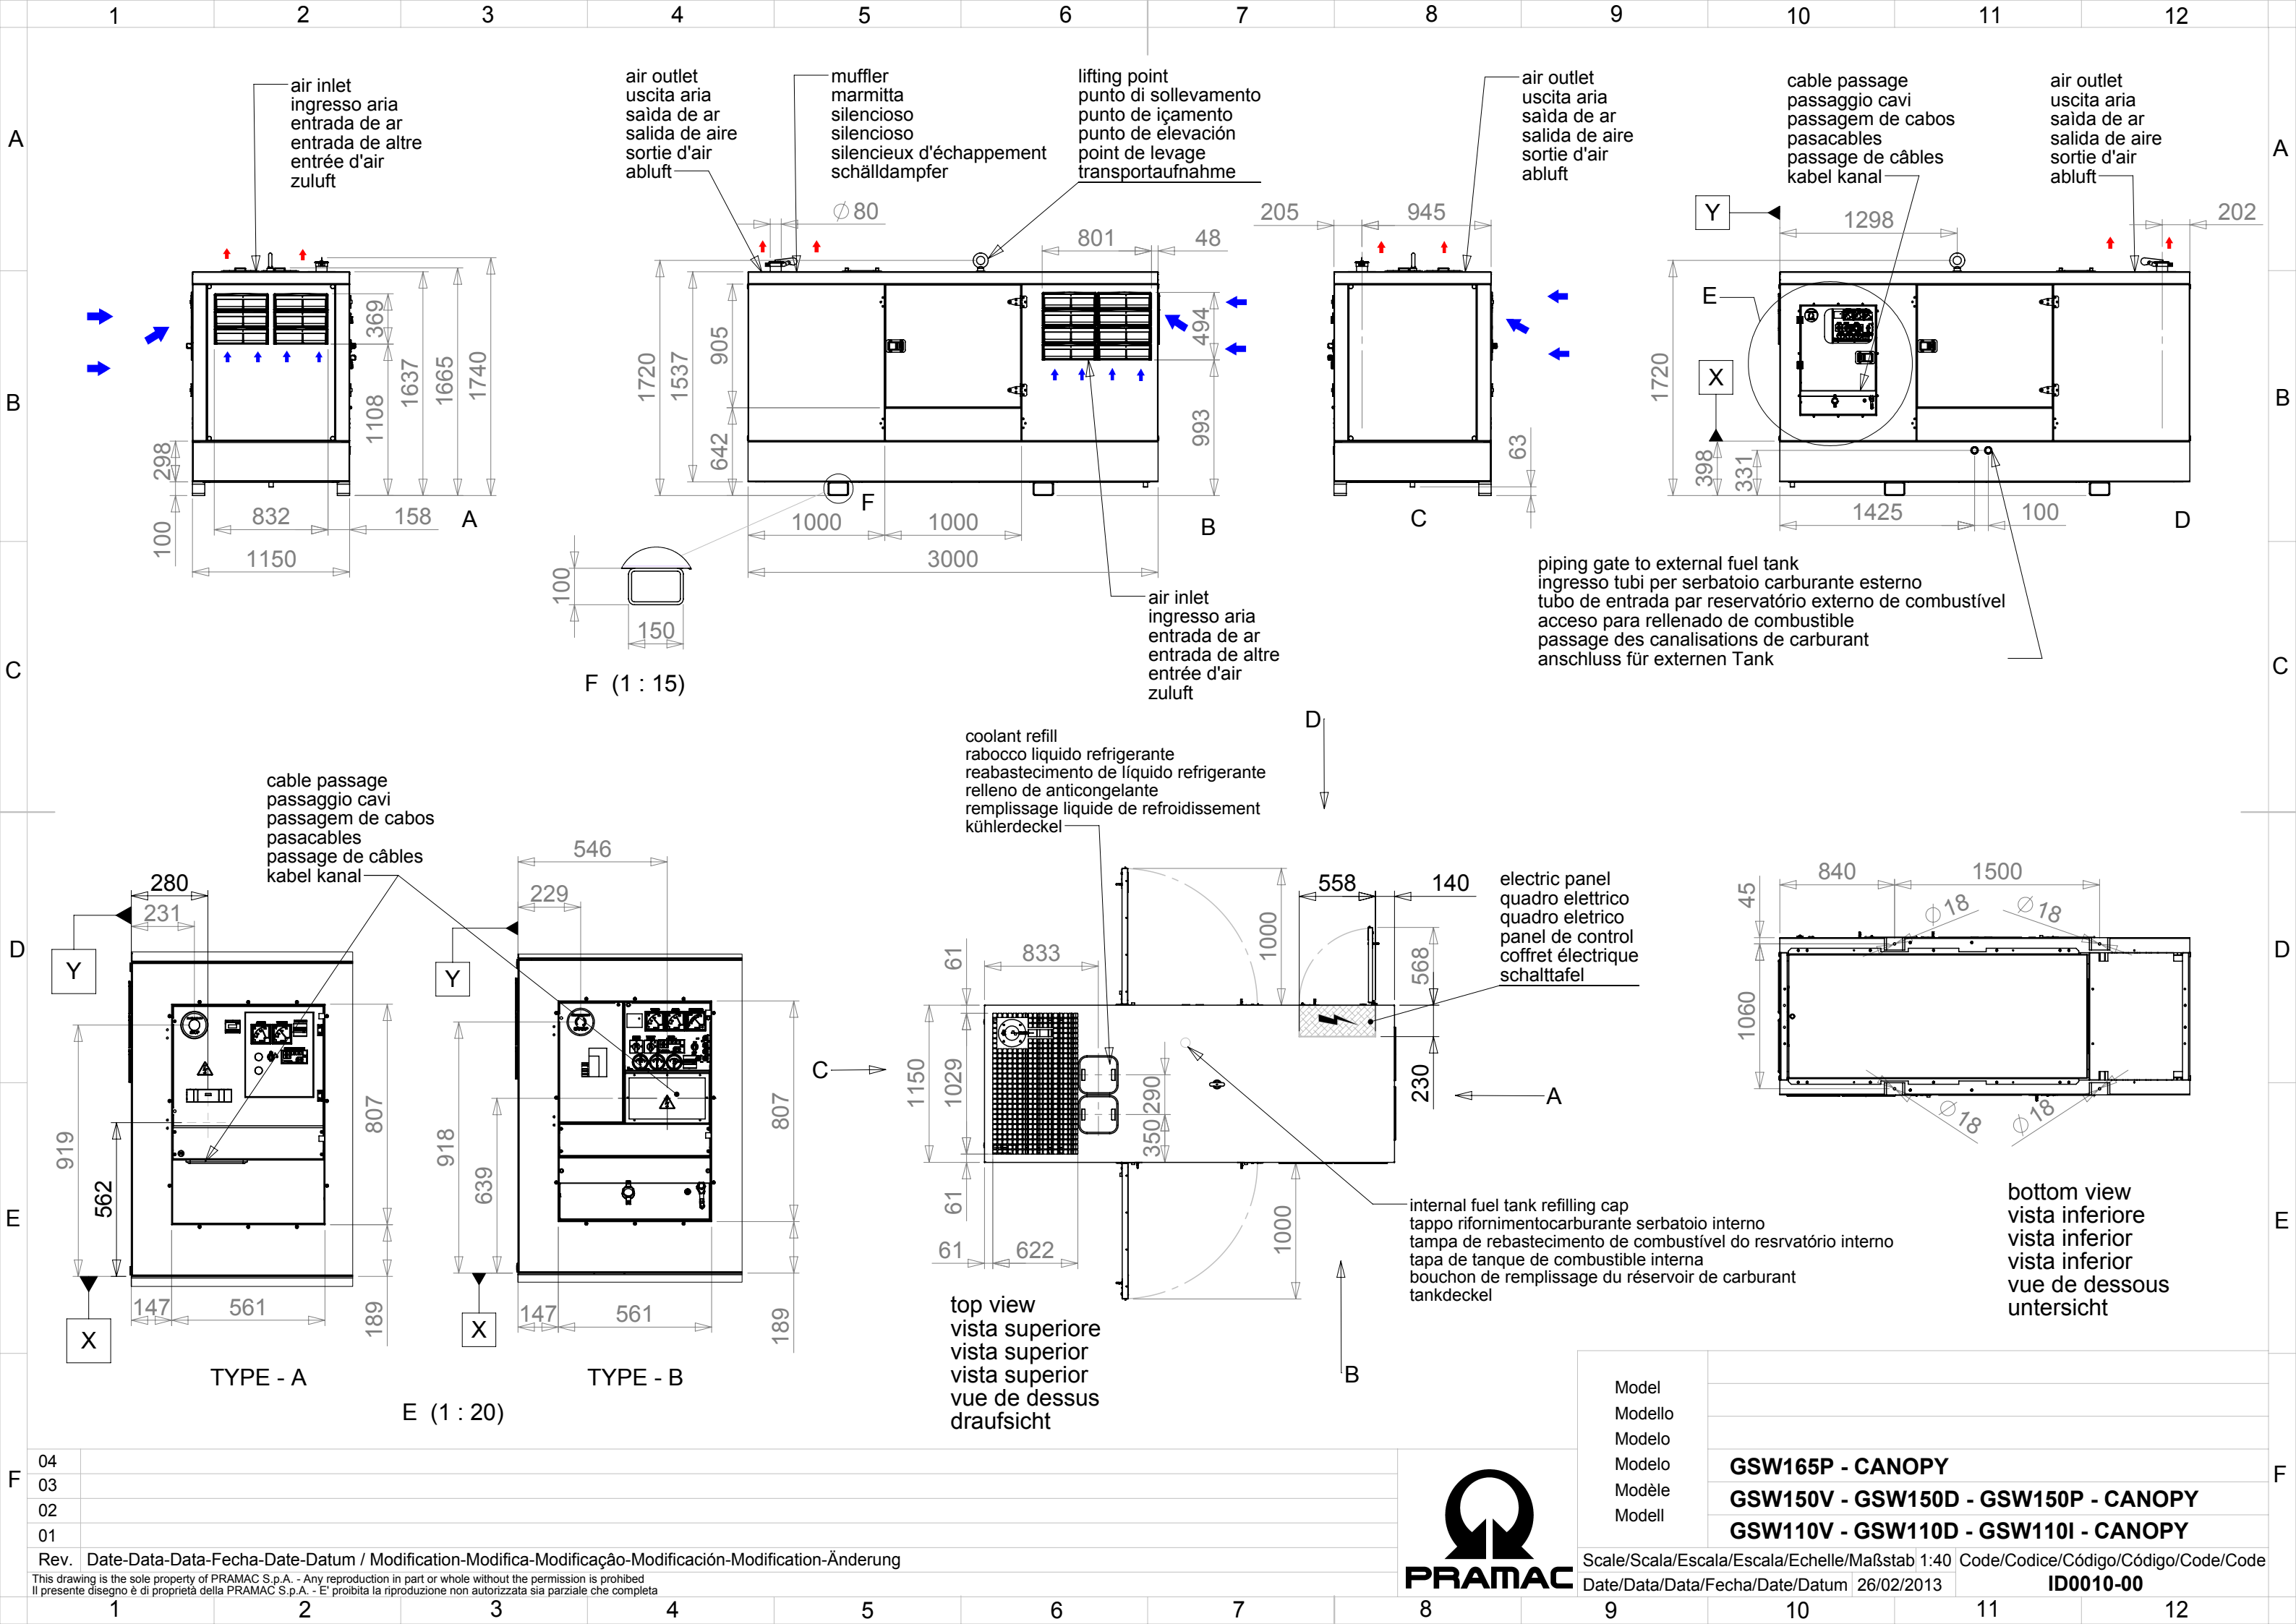 1 2 3 4 5 6 7 8 9 10 11 12
A
A
B
B
C
C
D
D
E
E
F
F
air inlet
ingresso aria
entrada de ar
entrada de altre
entrée d'air
zuluft
369
1108
1637
1665
1740
298
100
832
158
1150
A
air outlet
uscita aria
saìda de ar
salida de aire
sortie d'air
abluft
muffler
marmitta
silencioso
silencioso
silencieux d'échappement
schälldampfer
lifting point
punto di sollevamento
punto de içamento
punto de elevación
point de levage
transportaufnahme
∅ 80
801
48
1720
1537
905
642
494
993
F
1000
1000
3000
B
100
150
F (1 : 15)
air inlet
ingresso aria
entrada de ar
entrada de altre
entrée d'air
zuluft
air outlet
uscita aria
saìda de ar
salida de aire
sortie d'air
abluft
205
945
63
C
cable passage
passaggio cavi
passagem de cabos
pasacables
passage de câbles
kabel kanal
air outlet
uscita aria
saìda de ar
salida de aire
sortie d'air
abluft
Y
1298
202
E
X
1720
398
331
1425
100
D
piping gate to external fuel tank
ingresso tubi per serbatoio carburante esterno
tubo de entrada par reservatório externo de combustível
acceso para rellenado de combustible
passage des canalisations de carburant
anschluss für externen Tank
cable passage
passaggio cavi
passagem de cabos
pasacables
passage de câbles
kabel kanal
280
231
Y
919
562
807
147
561
189
X
TYPE - A
546
229
Y
918
639
807
147
561
189
X
TYPE - B
E (1 : 20)
coolant refill
rabocco liquido refrigerante
reabastecimento de líquido refrigerante
relleno de anticongelante
remplissage liquide de refroidissement
kühlerdeckel
D
558
140
1000
568
61
833
C
1150
1029
290
350
230
A
61
61
622
1000
B
electric panel
quadro elettrico
quadro eletrico
panel de control
coffret électrique
schalttafel
internal fuel tank refilling cap
tappo rifornimentocarburante serbatoio interno
tampa de rebastecimento de combustível do resrvatório interno
tapa de tanque de combustible interna
bouchon de remplissage du réservoir de carburant
tankdeckel
top view
vista superiore
vista superior
vista superior
vue de dessus
draufsicht
840
1500
45
∅ 18
∅ 18
1060
∅ 18
∅ 18
bottom view
vista inferiore
vista inferior
vista inferior
vue de dessous
untersicht
04
03
02
01
Rev. Date-Data-Data-Fecha-Date-Datum / Modification-Modifica-Modificaçâo-Modificación-Modification-Änderung
This drawing is the sole property of PRAMAC S.p.A. - Any reproduction in part or whole without the permission is prohibed
Il presente disegno è di proprietà della PRAMAC S.p.A. - E' proibita la riproduzione non autorizzata sia parziale che completa
PRAMAC
Model
Modello
Modelo
Modelo
Modèle
Modell
GSW165P - CANOPY
GSW150V - GSW150D - GSW150P - CANOPY
GSW110V - GSW110D - GSW110I - CANOPY
Scale/Scala/Escala/Escala/Echelle/Maßstab 1:40
Code/Codice/Código/Código/Code/Code
Date/Data/Data/Fecha/Date/Datum 26/02/2013
ID0010-00
1 2 3 4 5 6 7 8 9 10 11 12